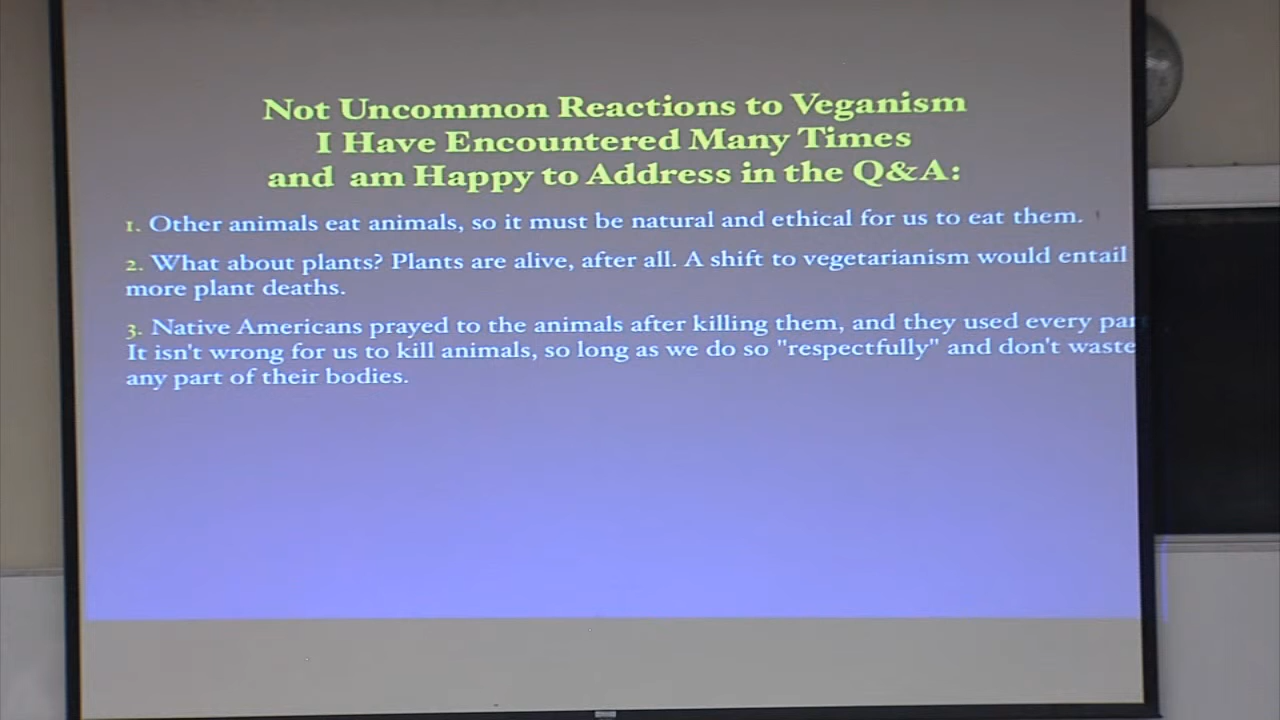 Not Uncommon Reactions to Veganism
I Have Encountered Many Times
and am Happy to Address in the Q&A:
1. Other animals eat animals, so it must be natural and ethical for us to eat them.
2. What about plants? Plants are alive, after all. A shift to vegetarianism would entail
more plant deaths.
3. Native Americans prayed to the animals after killing them, and they used every
It isn't wrong for us to kill animals, so long as we do so "respectfully" and don't waste
any part of their bodies.